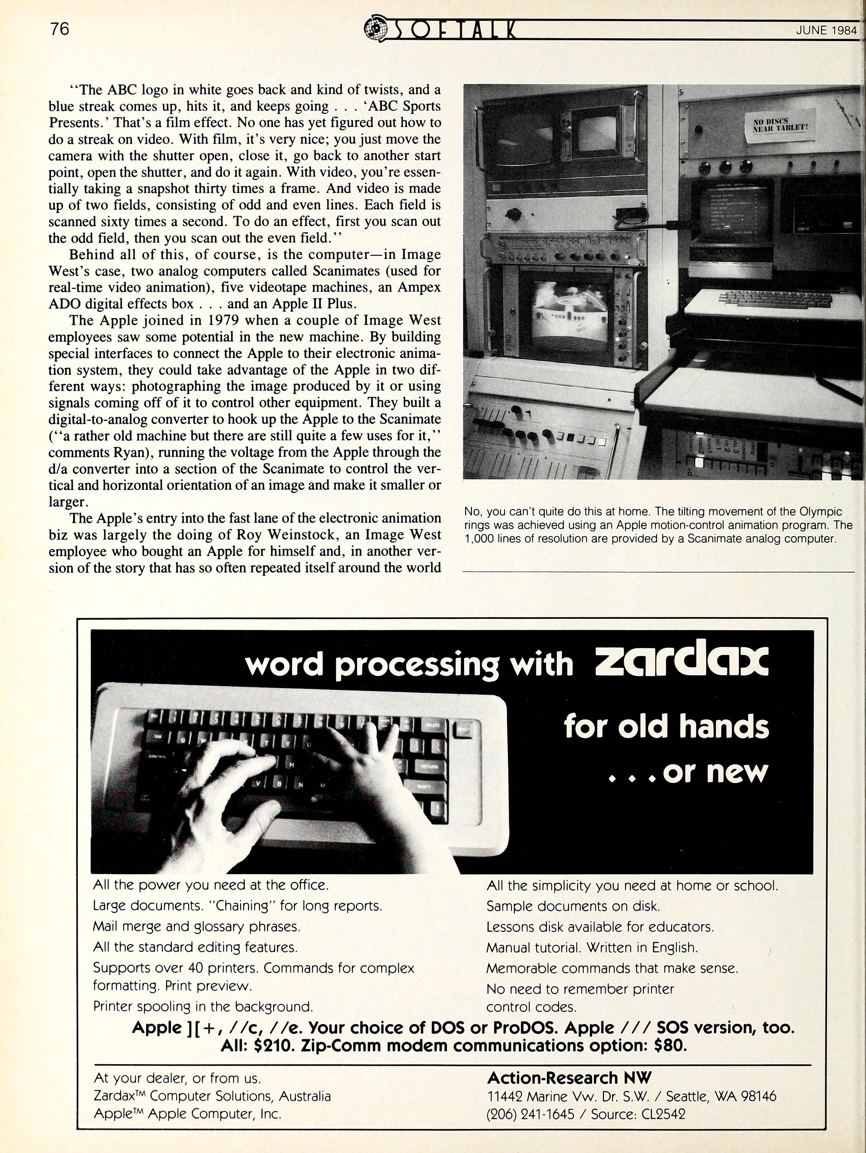 76
SOFTALK
JUNE 1984
"The ABC logo in white goes back and kind of twists, and a
blue streak comes up, hits it, and keeps going . . . 'ABC Sports
Presents.' That's a film effect. No one has yet figured out how to
do a streak on video. With film, it's very nice; you just move the
camera with the shutter open, close it, go back to another start
point, open the shutter, and do it again. With video, you're essen-
tially taking a snapshot thirty times a frame. And video is made
up of two fields, consisting of odd and even lines. Each field is
scanned sixty times a second. To do an effect, first you scan out
the odd field, then you scan out the even field."
Behind all of this, of course, is the computer—in Image
West's case, two analog computers called Scanimates (used for
real-time video animation), five videotape machines, an Ampex
ADO digital effects box . . . and an Apple II Plus.
The Apple joined in 1979 when a couple of Image West
employees saw some potential in the new machine. By building
special interfaces to connect the Apple to their electronic anima-
tion system, they could take advantage of the Apple in two dif-
ferent ways: photographing the image produced by it or using
signals coming off of it to control other equipment. They built a
digital-to-analog converter to hook up the Apple to the Scanimate
("a rather old machine but there are still quite a few uses for it,"
comments Ryan), running the voltage from the Apple through the
d/a converter into a section of the Scanimate to control the ver-
tical and horizontal orientation of an image and make it smaller or
larger.
The Apple's entry into the fast lane of the electronic animation
biz was largely the doing of Roy Weinstock, an Image West
employee who bought an Apple for himself and, in another ver-
sion of the story that has so often repeated itself around the world
NO DISCS
NEAR TABLET!
No, you can't quite do this at home. The tilting movement of the Olympic
rings was achieved using an Apple motion-control animation program. The
1,000 lines of resolution are provided by a Scanimate analog computer.
word processing with zardax
for old hands
. . . or new
All the power you need at the office.
Large documents. "Chaining" for long reports.
Mail merge and glossary phrases.
All the standard editing features.
Supports over 40 printers. Commands for complex
formatting. Print preview.
Printer spooling in the background.
All the simplicity you need at home or school.
Sample documents on disk.
Lessons disk available for educators.
Manual tutorial. Written in English.
Memorable commands that make sense.
No need to remember printer
control codes.
Apple ][+, //c, //e. Your choice of DOS or ProDOS. Apple /// SOS version, too.
All: $210. Zip-Comm modem communications option: $80.
At your dealer, or from us.
Zardax™ Computer Solutions, Australia
Apple™ Apple Computer, Inc.
Action-Research NW
11442 Marine Vw. Dr. S.W. / Seattle, WA 98146
(206) 241-1645 / Source: CL2542